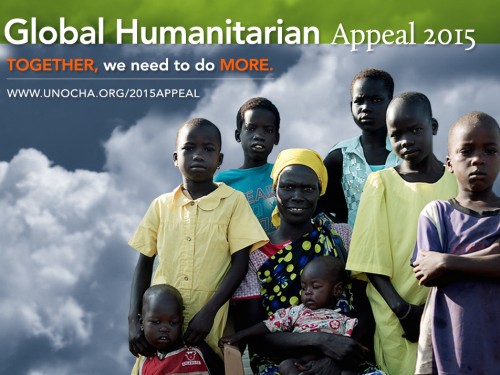 Global Humanitarian Appeal 2015
TOGETHER, we need to do MORE.
WWW.UNOCHA.ORG/2015APPEAL